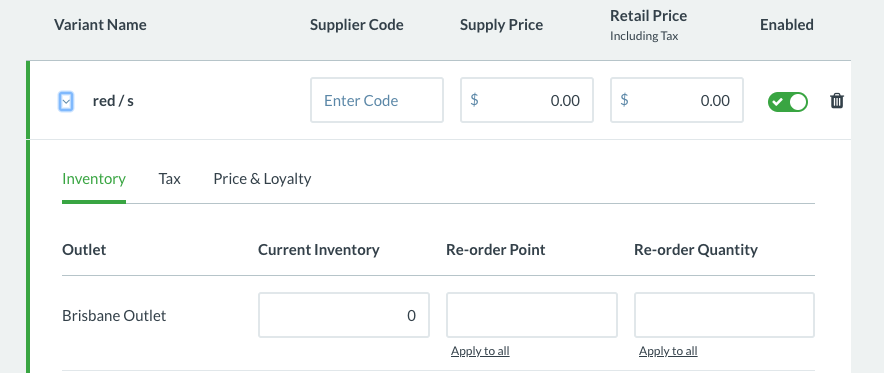 Variant Name Supplier Code Supply Price Retail Price Enabled
Including Tax
red / s Enter Code $ 0.00 $ 0.00
Inventory Tax Price & Loyalty
Outlet Current Inventory Re-order Point Re-order Quantity
Brisbane Outlet 0
Apply to all Apply to all